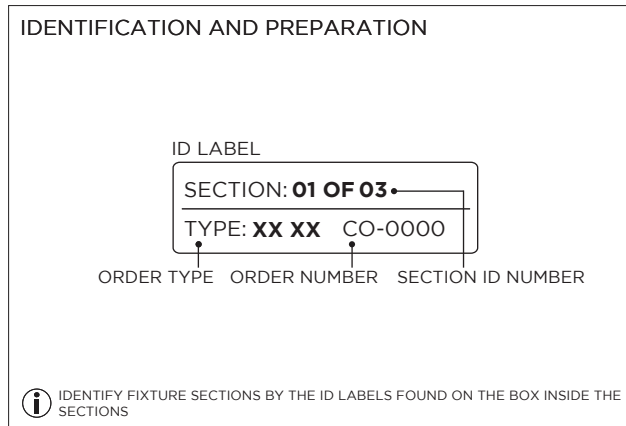 IDENTIFICATION AND PREPARATION
ID LABEL
SECTION: 01 OF 03
TYPE: XX XX CO-0000
ORDER TYPE ORDER NUMBER SECTION ID NUMBER
IDENTIFY FIXTURE SECTIONS BY THE ID LABELS FOUND ON THE BOX INSIDE THE
SECTIONS